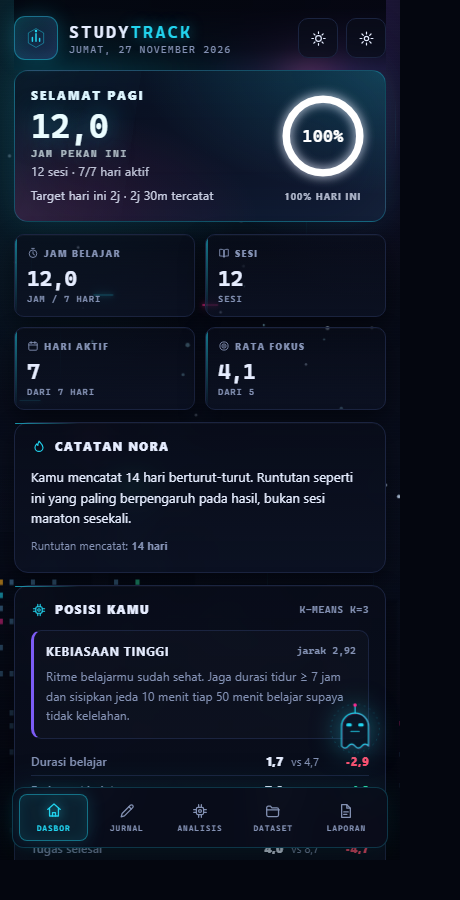 STUDYTRACK
JUMAT, 27 NOVEMBER 2026
SELAMAT PAGI
12,0
JAM PEKAN INI
12 sesi · 7/7 hari aktif
Target hari ini 2j · 2j 30m tercatat
100%
100% HARI INI
JAM BELAJAR
12,0
JAM / 7 HARI
SESI
12
SESI
HARI AKTIF
7
DARI 7 HARI
RATA FOKUS
4,1
DARI 5
CATATAN NORA
Kamu mencatat 14 hari berturut-turut. Runtutan seperti
ini yang paling berpengaruh pada hasil, bukan sesi
maraton sesekali.
Runtutan mencatat: 14 hari
POSISI KAMU
K-MEANS K=3
KEBIASAAN TINGGI
jarak 2,92
Ritme belajarmu sudah sehat. Jaga durasi tidur ≥ 7 jam
dan sisipkan jeda 10 menit tiap 50 menit belajar supaya
tidak kelelahan.
Durasi belajar 1,7 vs 4,7 -2,9
DASBOR
JURNAL
ANALISIS
DATASET
LAPORAN
Tugas selesai